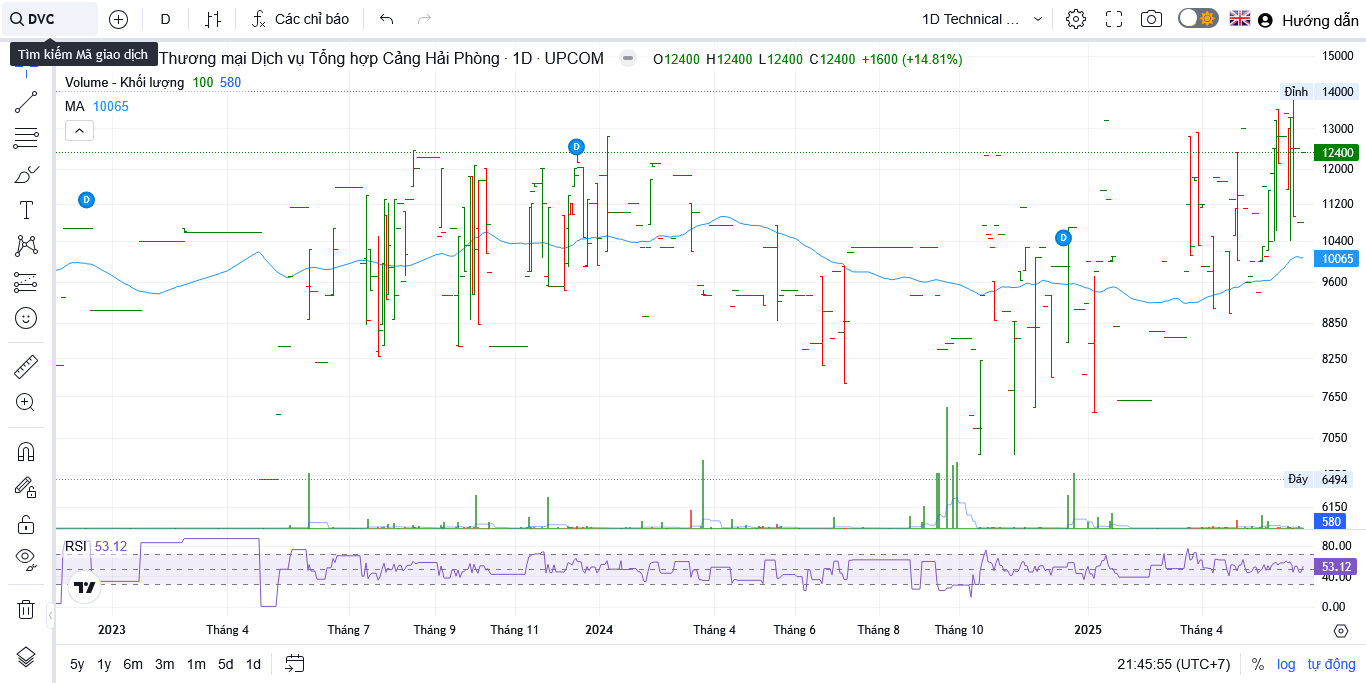 DVC
D
Các chỉ báo
1D Technical ...
Hướng dẫn
Tìm kiếm Mã giao dịch
Thương mại Dịch vụ Tổng hợp Cảng Hải Phòng · 1D · UPCOM
O12400 H12400 L12400 C12400 +1600 (+14.81%)
Volume - Khối lượng 100 580
MA 10065
15000
Đỉnh 14000
13000
12400
12000
11200
10400
10065
9600
8850
8250
7650
7050
Đáy 6494
6150
580
D
D
D
RSI 53.12
80.00
53.12
40.00
0.00
2023
Tháng 4
Tháng 7
Tháng 9
Tháng 11
2024
Tháng 4
Tháng 6
Tháng 8
Tháng 10
2025
Tháng 4
5y 1y 6m 3m 1m 5d 1d
21:45:55 (UTC+7)
% log tự động